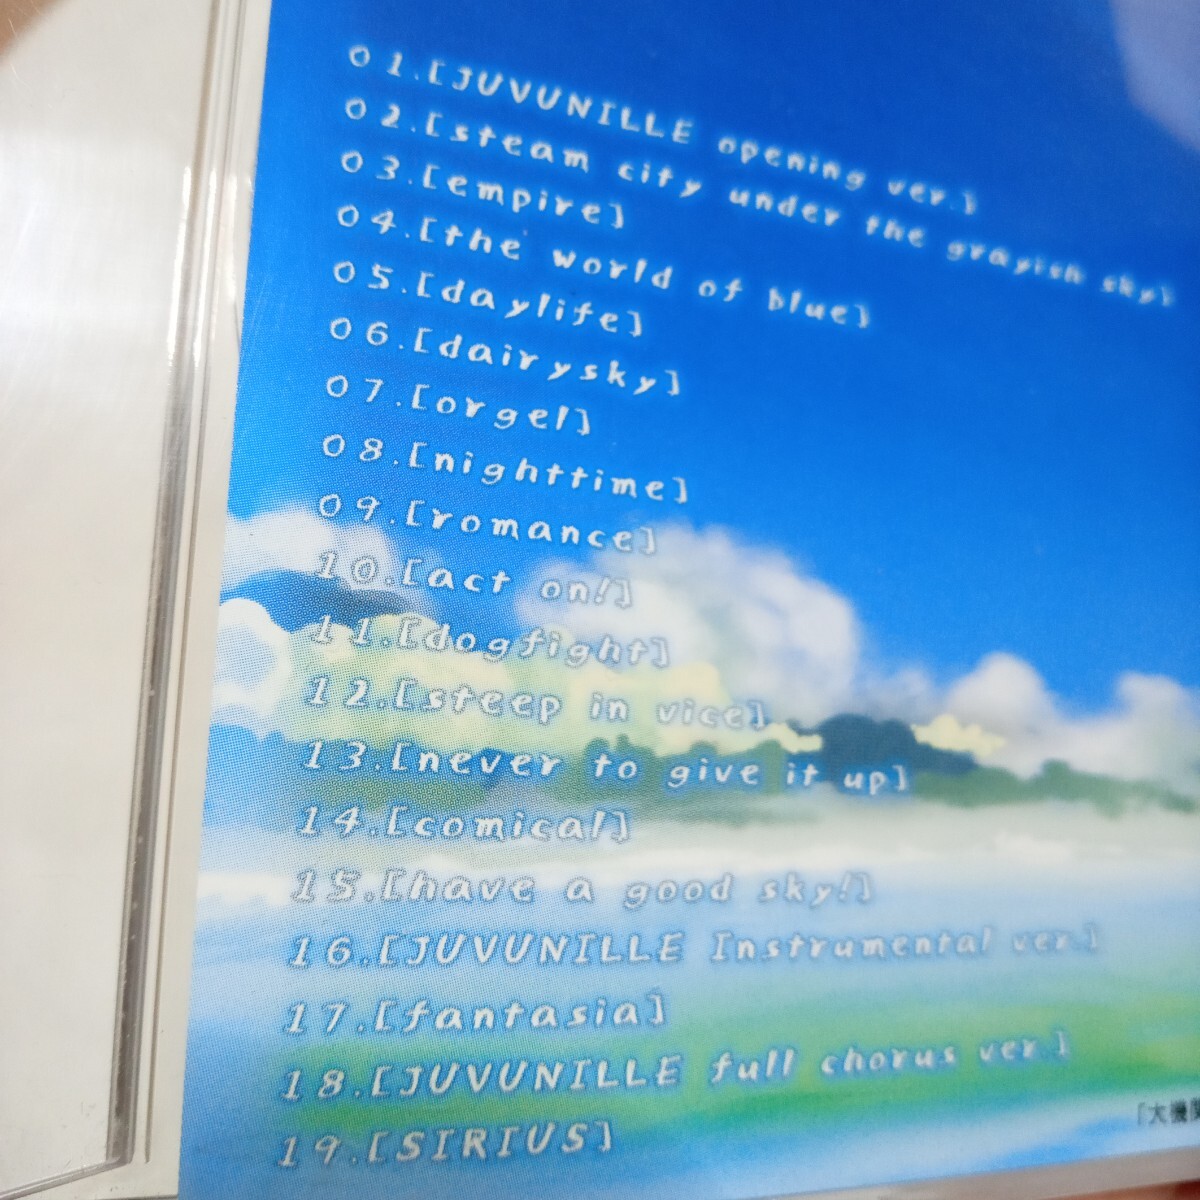 01.[JUVUNILLE opening ver.]
02.[steam city under the grayish sky]
03.[empire]
04.[the world of blue]
05.[daylife]
06.[dairysky]
07.[orgel]
08.[nighttime]
09.[romance]
10.[act on!]
11.[dogfight]
12.[steep in vice]
13.[never to give it up]
14.[comical]
15.[have a good sky!]
16.[JUVUNILLE Instrumental ver.]
17.[fantasia]
18.[JUVUNILLE full chorus ver.]
19.[SIRIUS]
「大機関